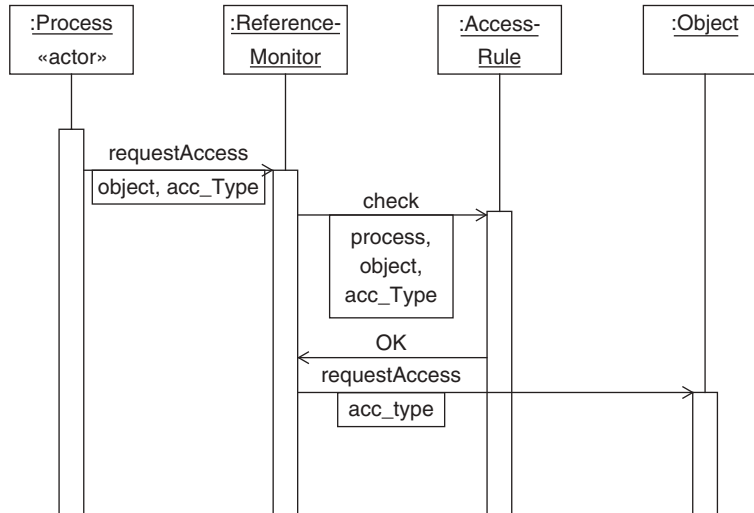 :Process
«actor»
:Reference-
Monitor
:Access-
Rule
:Object
requestAccess
object, acc_Type
check
process,
object,
acc_Type
OK
requestAccess
acc_type